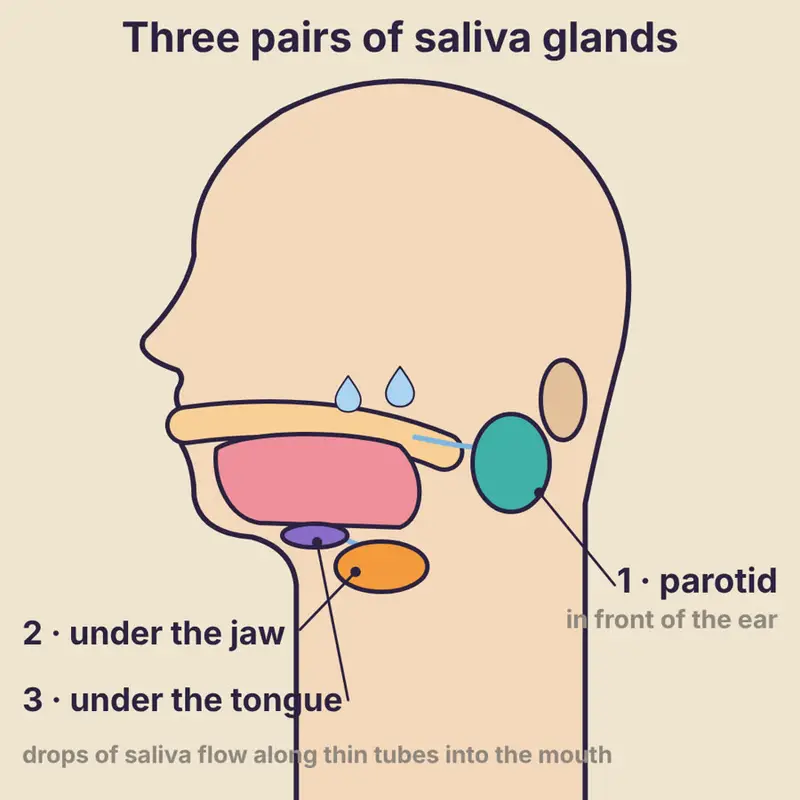 Three pairs of saliva glands
1 · parotid
in front of the ear
2 · under the jaw
3 · under the tongue
drops of saliva flow along thin tubes into the mouth